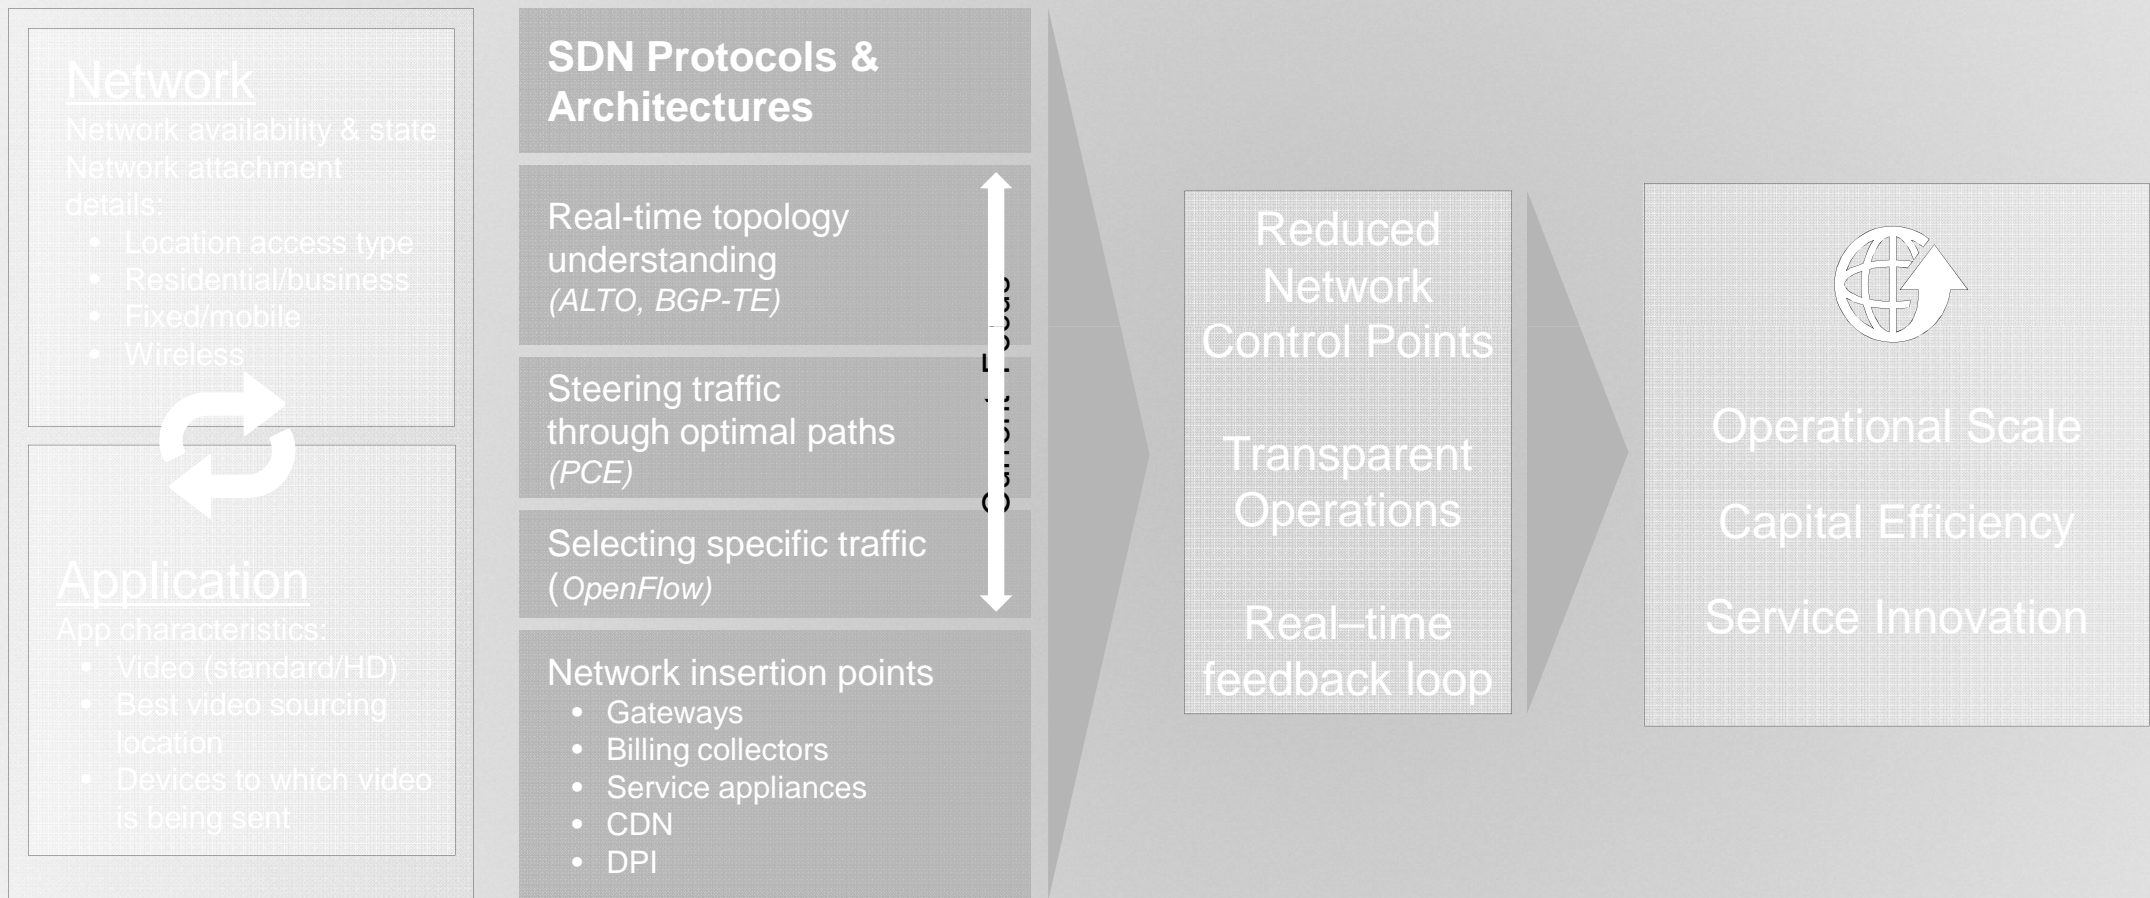 Network
Network availability & state
Network attachment
details:
• Location access type
• Residential/business
• Fixed/mobile
• Wireless
Application
App characteristics:
• Video (standard/HD)
• Best video sourcing
location
• Devices to which video
is being sent
SDN Protocols &
Architectures
Real-time topology
understanding
(ALTO, BGP-TE)
Steering traffic
through optimal paths
(PCE)
Selecting specific traffic
(OpenFlow)
Current Focus
Network insertion points
• Gateways
• Billing collectors
• Service appliances
• CDN
• DPI
Reduced
Network
Control Points
Transparent
Operations
Real–time
feedback loop
Operational Scale
Capital Efficiency
Service Innovation